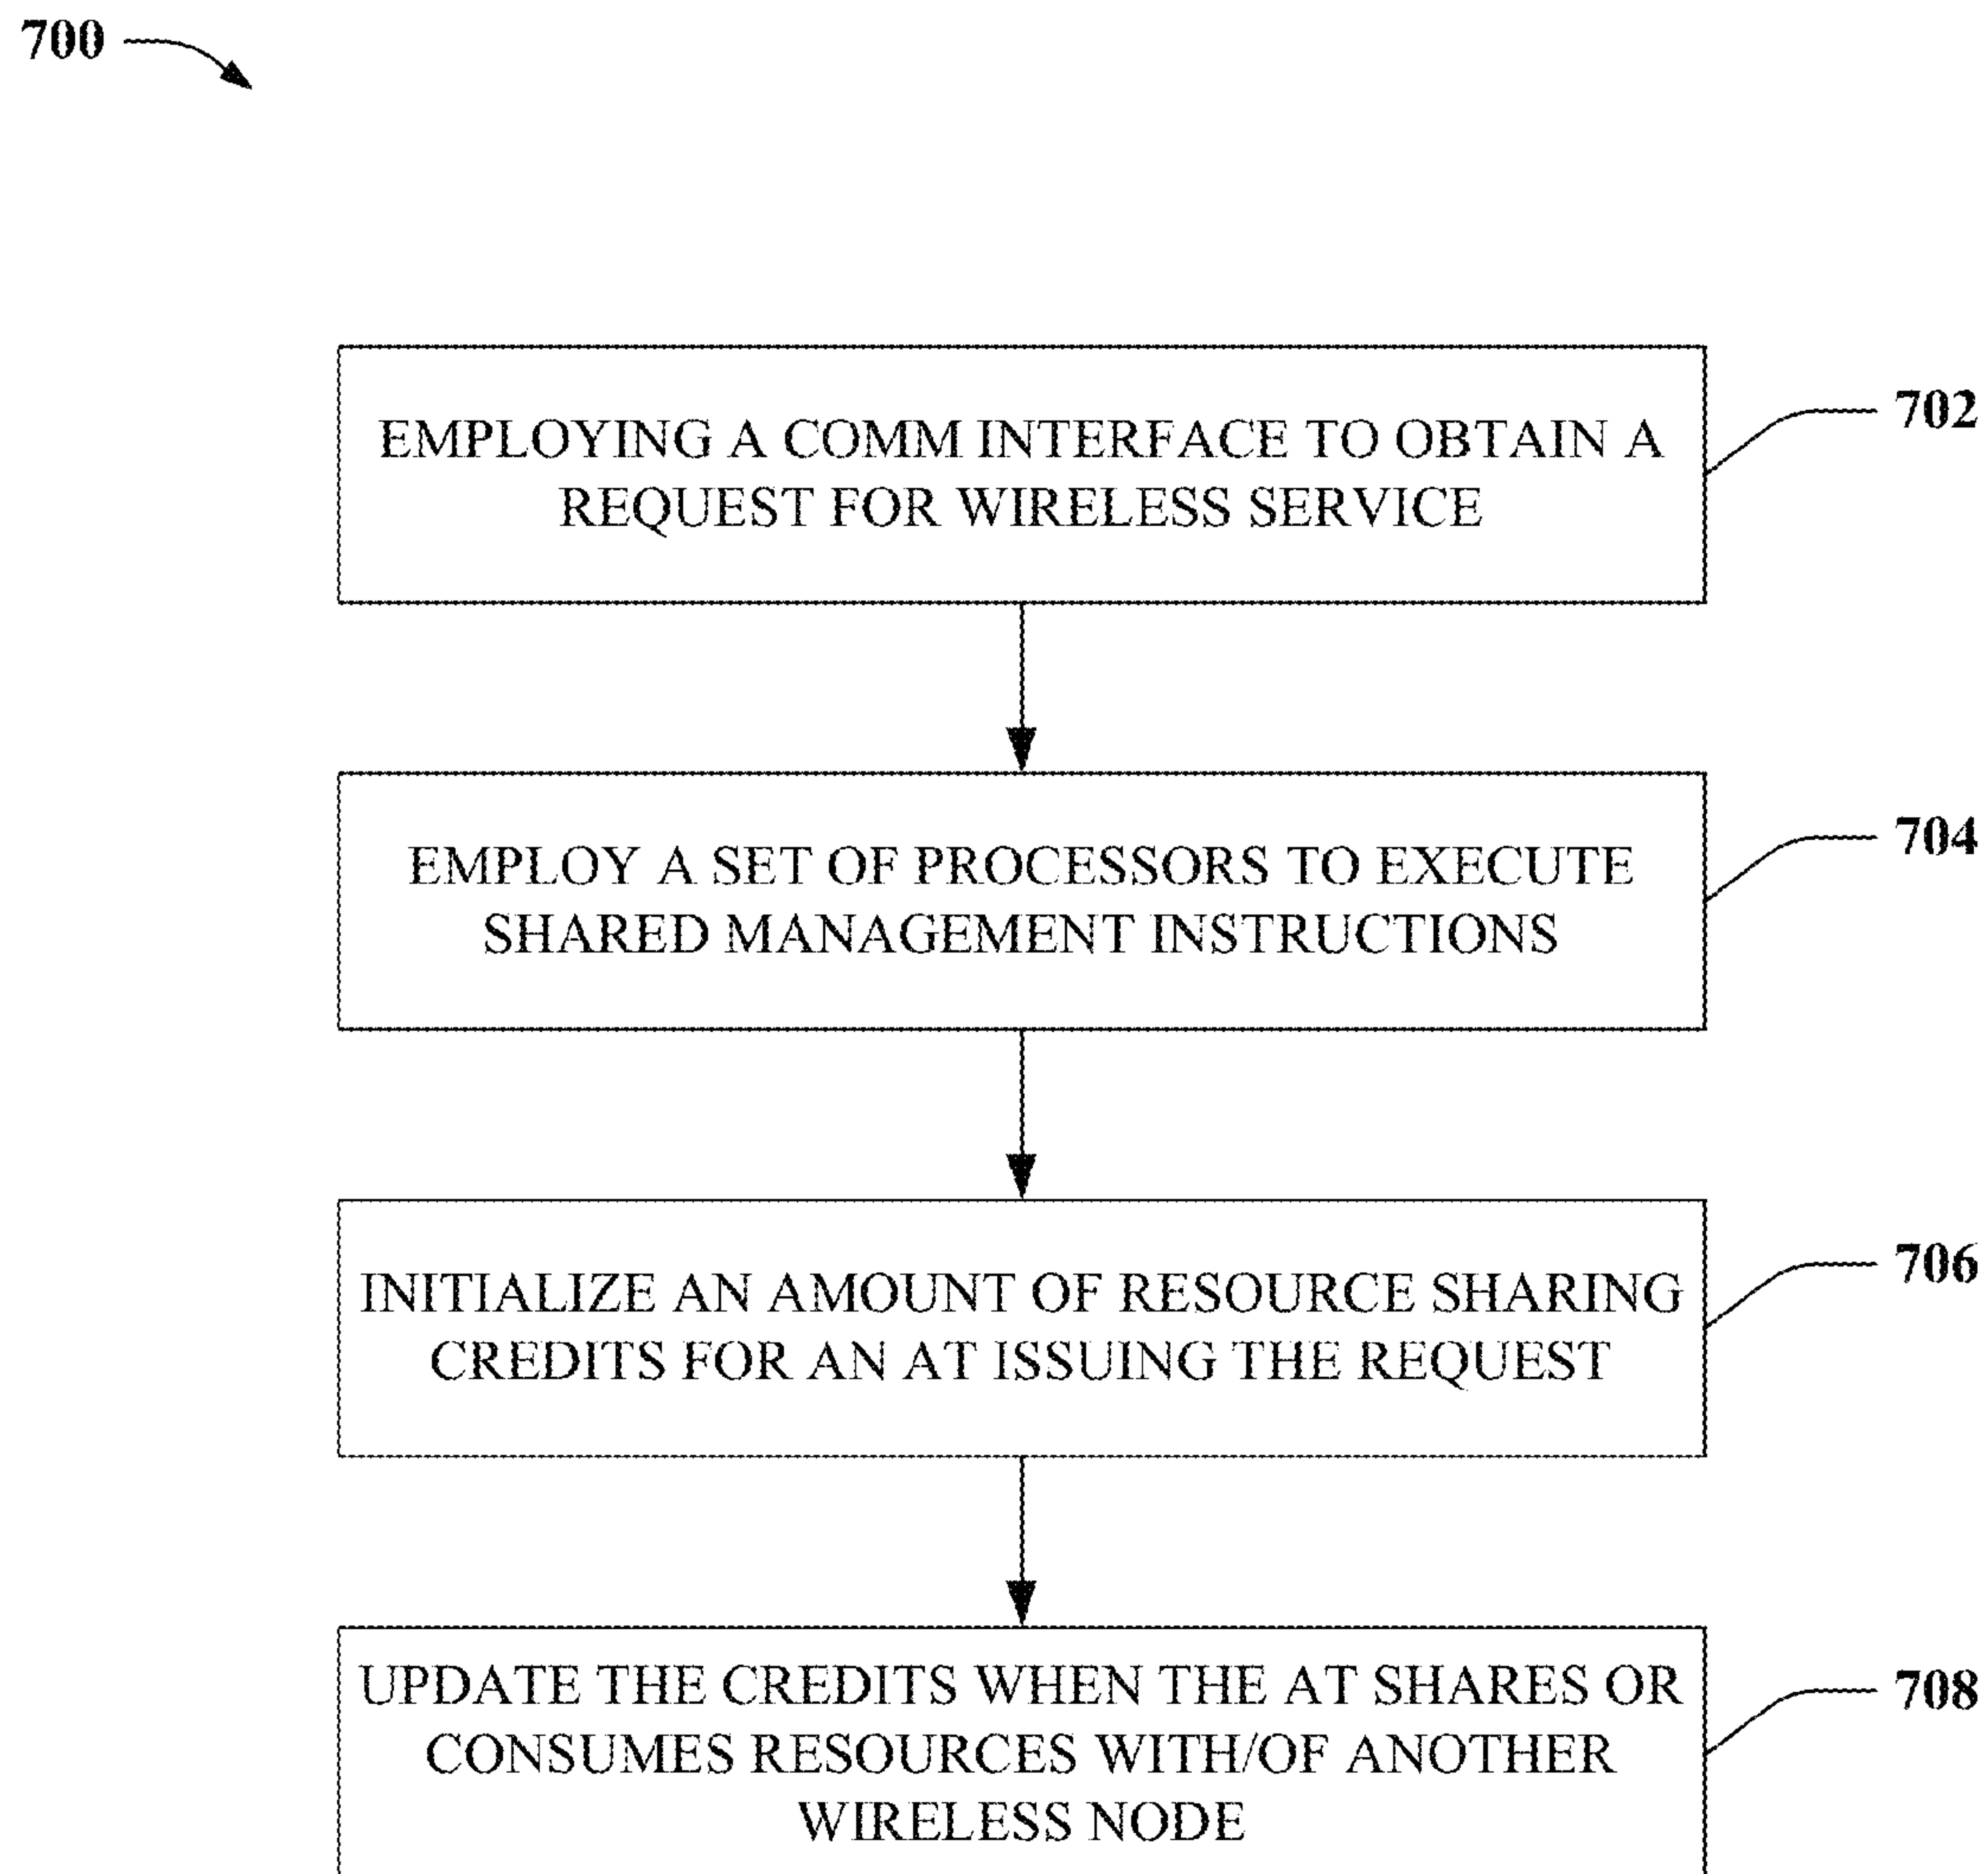 700
EMPLOYING A COMM INTERFACE TO OBTAIN A
REQUEST FOR WIRELESS SERVICE
702
EMPLOY A SET OF PROCESSORS TO EXECUTE
SHARED MANAGEMENT INSTRUCTIONS
704
INITIALIZE AN AMOUNT OF RESOURCE SHARING
CREDITS FOR AN AT ISSUING THE REQUEST
706
UPDATE THE CREDITS WHEN THE AT SHARES OR
CONSUMES RESOURCES WITH/OF ANOTHER
WIRELESS NODE
708